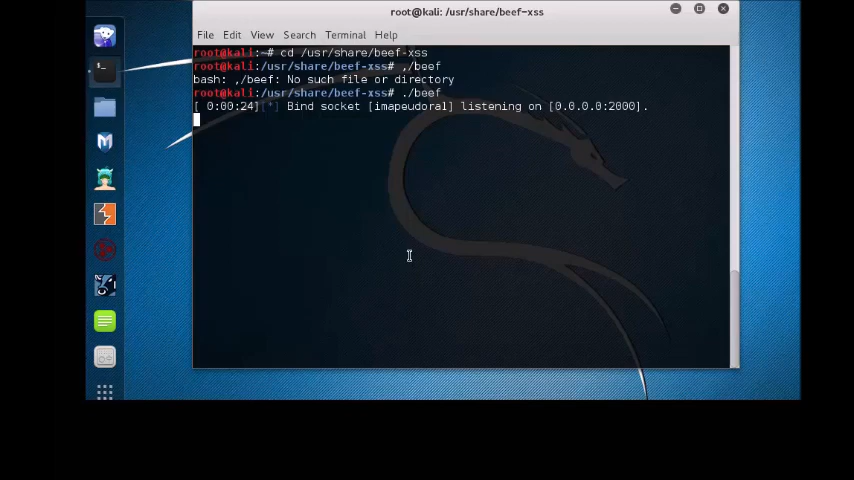 root@kali: /usr/share/beef-xss
File Edit View Search Terminal Help
root@kali:~# cd /usr/share/beef-xss
root@kali:/usr/share/beef-xss# ,/beef
bash: ,/beef: No such file or directory
root@kali:/usr/share/beef-xss# ./beef
[ 0:00:24][*] Bind socket [imapeudora1] listening on [0.0.0.0:2000].